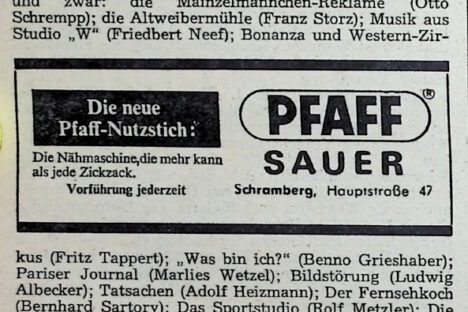 und zwar: die Mainzelmännchen-Reklame (Otto
Schrempp); die Altweibermühle (Franz Storz); Musik aus
Studio „W" (Friedbert Neef); Bonanza und Western-Zir-
Die neue
Pfaff-Nutzstich:
Die Nähmaschine,die mehr kann
als jede Zickzack.
Vorführung jederzeit
PFAFF®
SAUER
Schramberg, Hauptstraße 47
kus (Fritz Tappert); „Was bin ich?" (Benno Grieshaber);
Pariser Journal (Marlies Wetzel); Bildstörung (Ludwig
Albecker); Tatsachen (Adolf Heizmann); Der Fernsehkoch
(Bernhard Sartory); Das Sportstudio (Rolf Metzler); Die